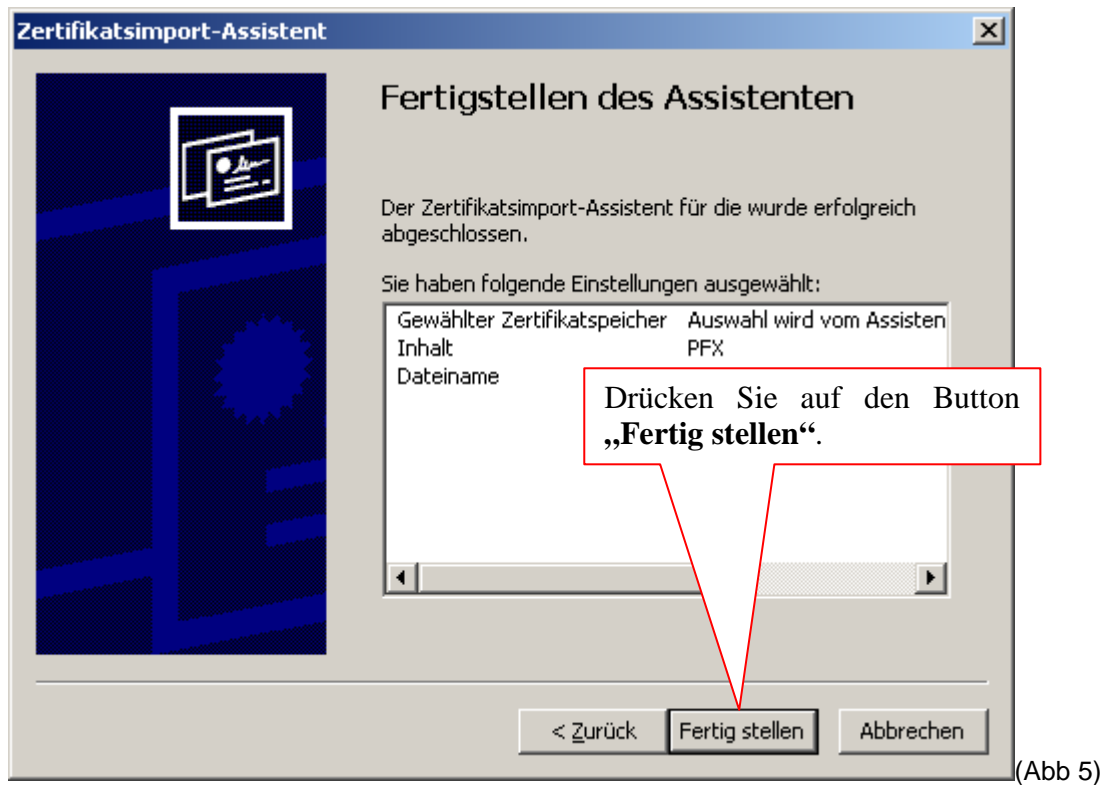 Zertifikatsimport-Assistent
Fertigstellen des Assistenten
Der Zertifikatsimport-Assistent für die wurde erfolgreich
abgeschlossen.
Sie haben folgende Einstellungen ausgewählt:
Gewählter Zertifikatspeicher Auswahl wird vom Assisten
Inhalt PFX
Dateiname
Drücken Sie auf den Button
„Fertig stellen“.
< Zurück Fertig stellen Abbrechen
(Abb 5)